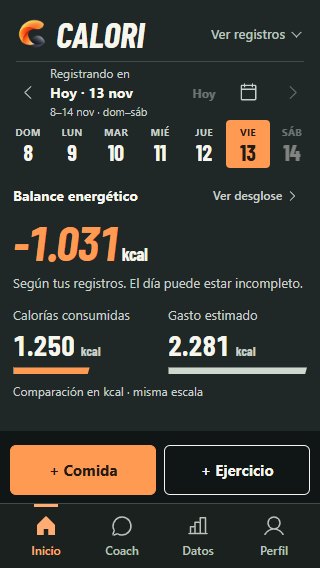 CALORI
Ver registros
Registrando en
Hoy · 13 nov
8–14 nov · dom–sáb
Hoy
DOM LUN MAR MIÉ JUE VIE SÁB
8 9 10 11 12 13 14
Balance energético
Ver desglose
-1.031 kcal
Según tus registros. El día puede estar incompleto.
Calorías consumidas
Gasto estimado
1.250 kcal
2.281 kcal
Comparación en kcal · misma escala
+ Comida
+ Ejercicio
Inicio
Coach
Datos
Perfil